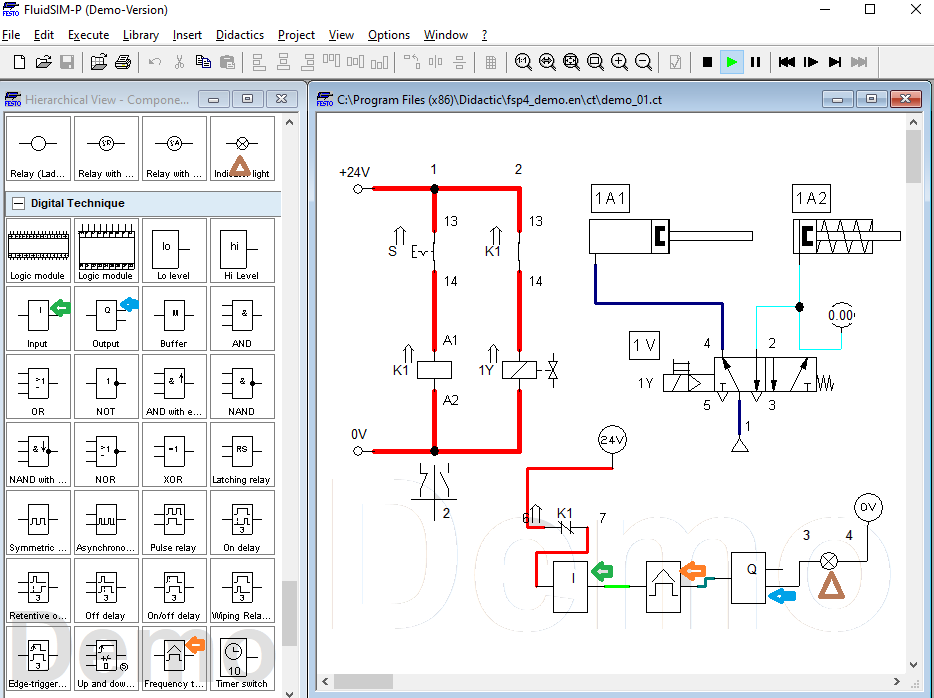 FluidSIM-P (Demo-Version)
File Edit Execute Library Insert Didactics Project View Options Window ?
Hierarchical View - Compone...
Relay (Lad... Relay with ... Relay with ... Indicator light
SR SA
Digital Technique
Logic module Logic module Lo level Hi Level
lo hi
Input Output Buffer AND
I Q M &
OR NOT AND with e... NAND
>1 1 & &
NAND with ... NOR XOR Latching relay
& >1 =1 RS
Symmetric ... Asynchrono... Pulse relay On delay
3
Retentive o... Off delay On/off delay Wiping Rela...
3 3 3 3
Edge-trigger... Up and dow... Frequency t... Timer switch
3 +/- 0 10
Demo
C:\Program Files (x86)\Didactic\fsp4_demo.en\ct\demo_01.ct
+24V 1 2
13 13
S K1
14 14
A1
K1 1Y
A2
0V
2
1A1 1A2
0.00
1V 4 2
1Y
5 3
1
24V
6 K1 7
0V
3 4
I Q
Demo